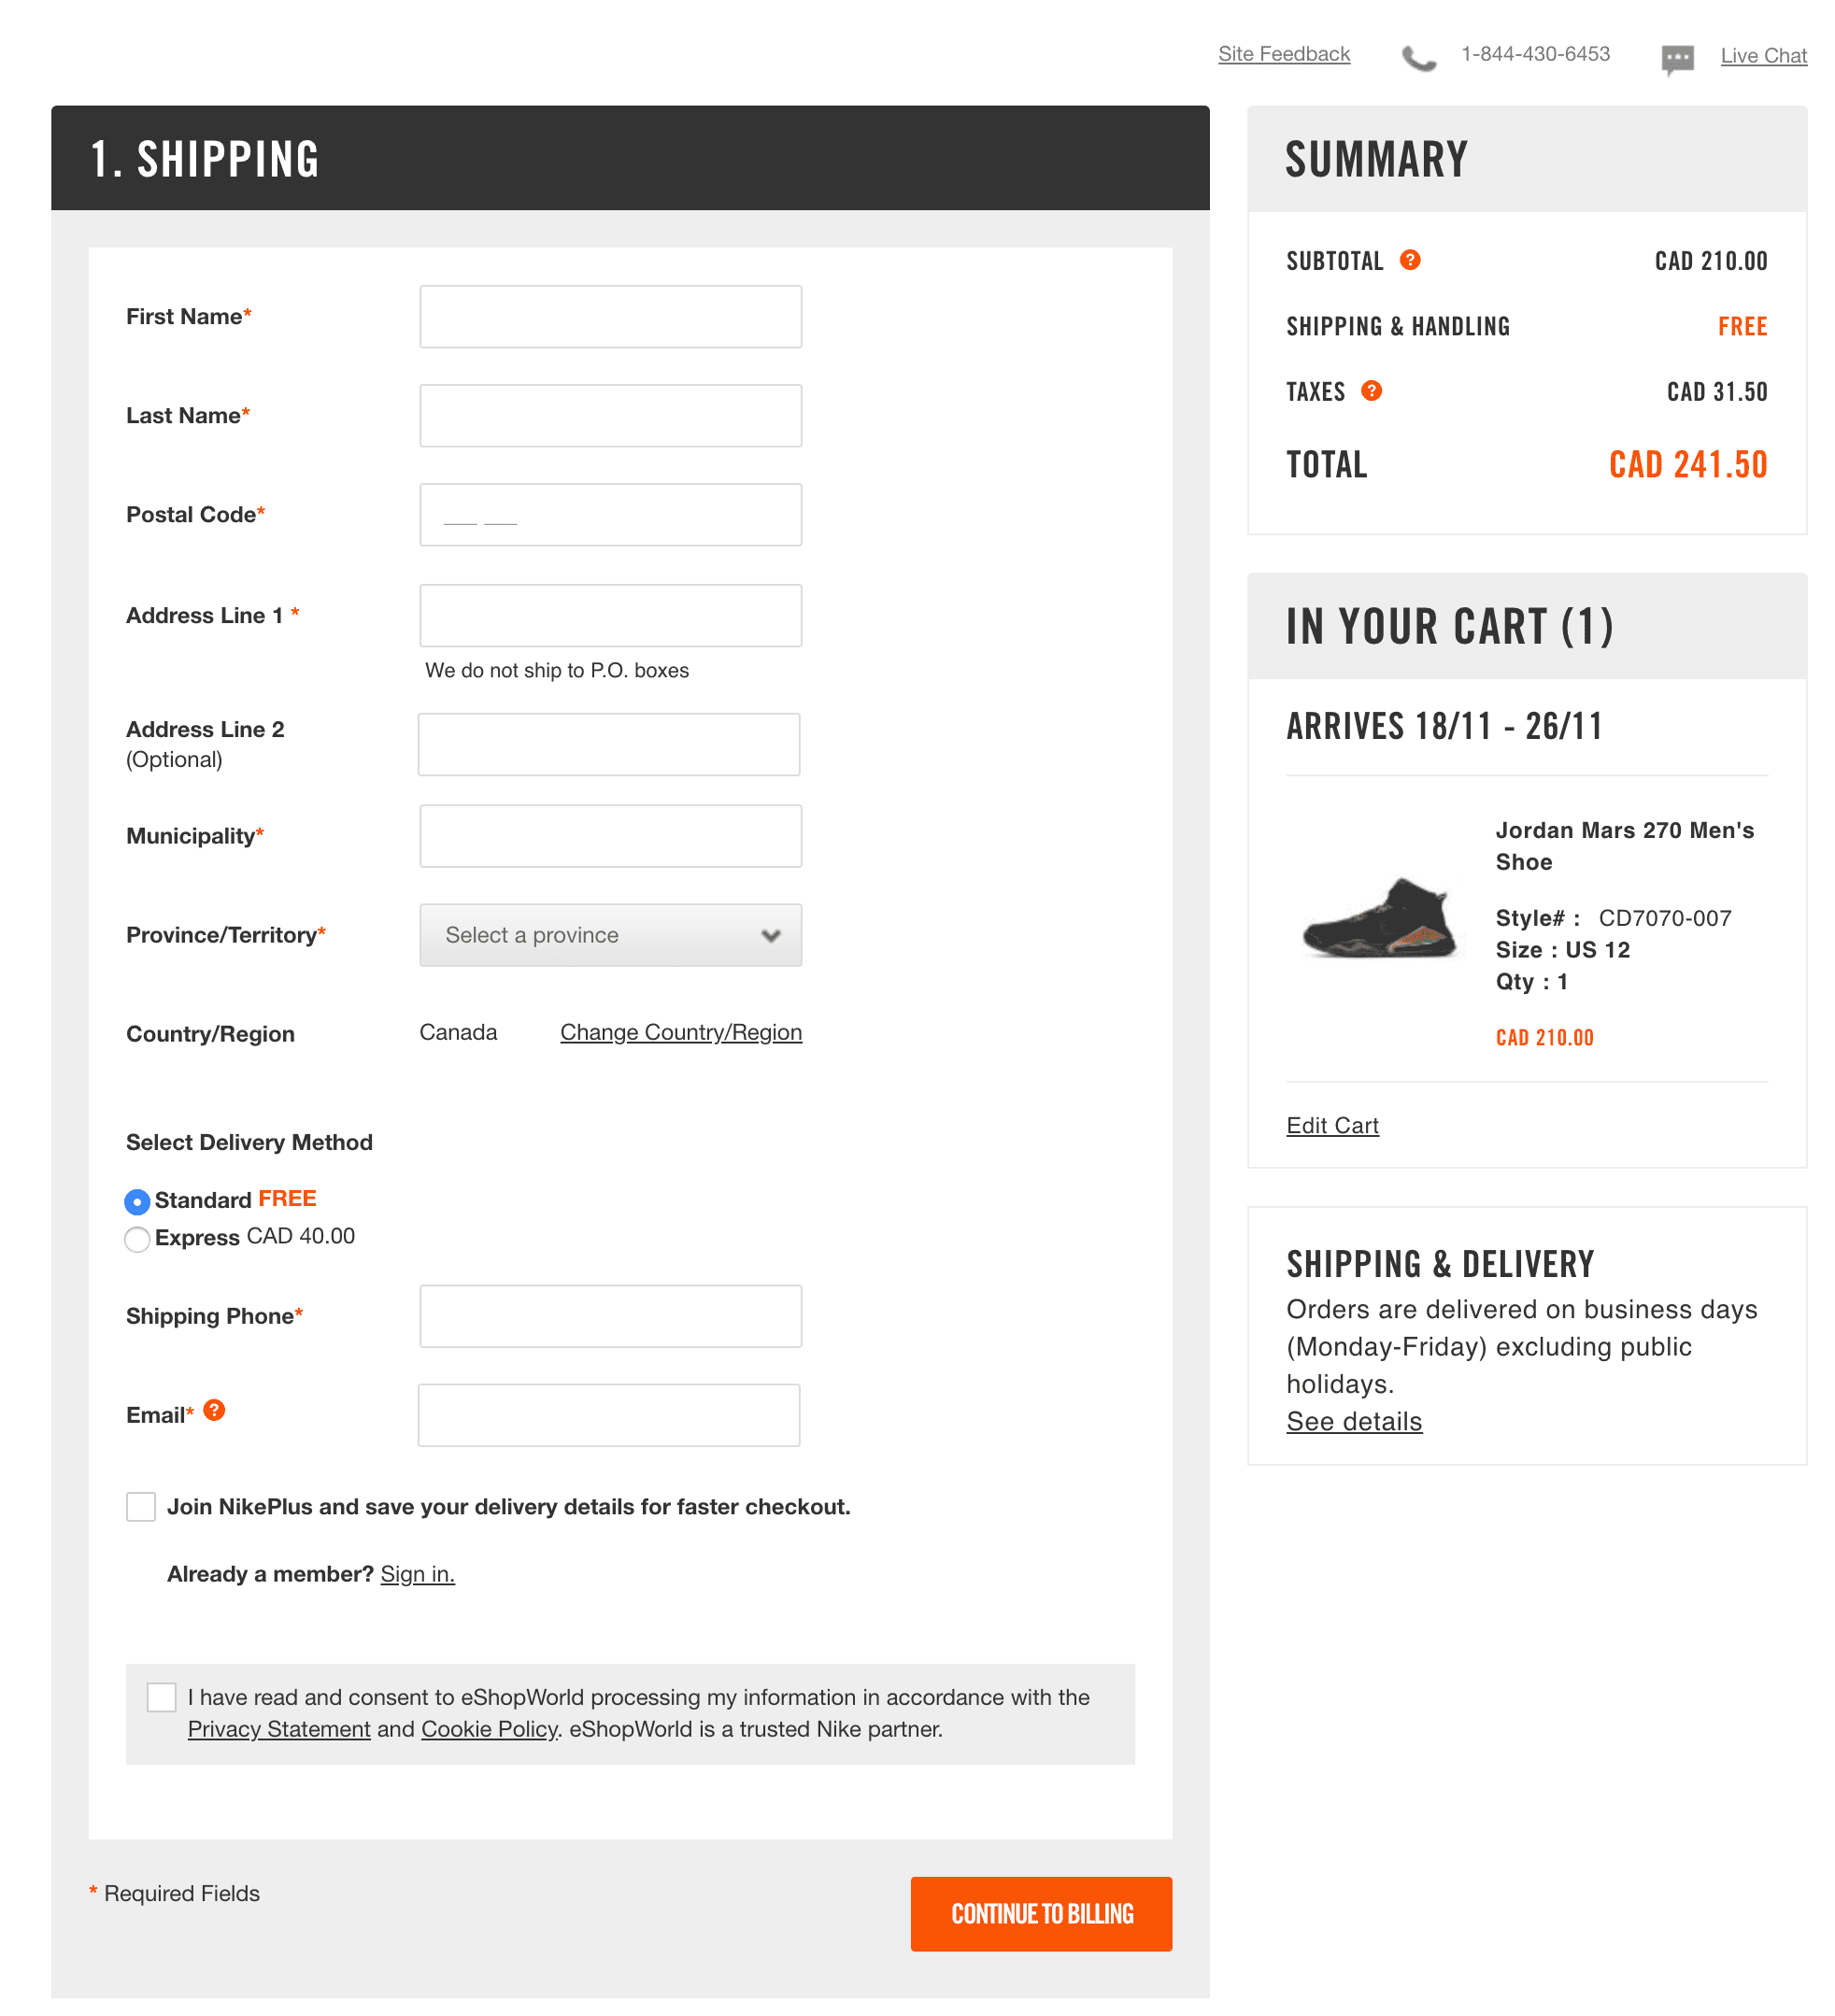 Site Feedback 1-844-430-6453 Live Chat
1. SHIPPING
First Name*
Last Name*
Postal Code*
___ ___
Address Line 1 *
We do not ship to P.O. boxes
Address Line 2
(Optional)
Municipality*
Province/Territory*
Select a province
Country/Region
Canada
Change Country/Region
Select Delivery Method
Standard FREE
Express CAD 40.00
Shipping Phone*
Email* ?
Join NikePlus and save your delivery details for faster checkout.
Already a member? Sign in.
I have read and consent to eShopWorld processing my information in accordance with the
Privacy Statement and Cookie Policy. eShopWorld is a trusted Nike partner.
* Required Fields
CONTINUE TO BILLING
SUMMARY
SUBTOTAL ? CAD 210.00
SHIPPING & HANDLING FREE
TAXES ? CAD 31.50
TOTAL CAD 241.50
IN YOUR CART (1)
ARRIVES 18/11 - 26/11
Jordan Mars 270 Men's
Shoe
Style# : CD7070-007
Size : US 12
Qty : 1
CAD 210.00
Edit Cart
SHIPPING & DELIVERY
Orders are delivered on business days
(Monday-Friday) excluding public
holidays.
See details